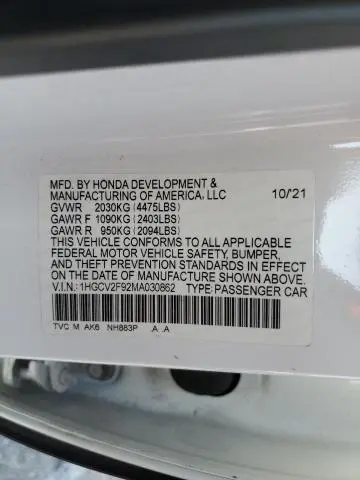 MFD. BY HONDA DEVELOPMENT &
MANUFACTURING OF AMERICA, LLC 10/21
GVWR 2030KG (4475LBS)
GAWR F 1090KG (2403LBS)
GAWR R 950KG (2094LBS)
THIS VEHICLE CONFORMS TO ALL APPLICABLE
FEDERAL MOTOR VEHICLE SAFETY, BUMPER,
AND THEFT PREVENTION STANDARDS IN EFFECT
ON THE DATE OF MANUFACTURE SHOWN ABOVE.
V.I.N.: 1HGCV2F92MA030862 TYPE: PASSENGER CAR
TVC M AK6 NH883P .A .A